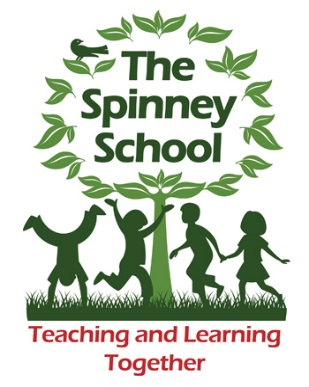 The
Spinney
School
Teaching and Learning
Together